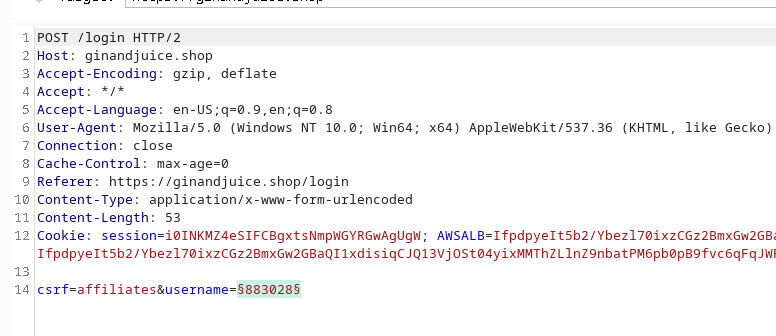 1 POST /login HTTP/2
2 Host: ginandjuice.shop
3 Accept-Encoding: gzip, deflate
4 Accept: */*
5 Accept-Language: en-US;q=0.9,en;q=0.8
6 User-Agent: Mozilla/5.0 (Windows NT 10.0; Win64; x64) AppleWebKit/537.36 (KHTML, like Gecko)
7 Connection: close
8 Cache-Control: max-age=0
9 Referer: https://ginandjuice.shop/login
10 Content-Type: application/x-www-form-urlencoded
11 Content-Length: 53
12 Cookie: session=i0INKMZ4eSIFCBgxtsNmpWGYRGwAgUgW; AWSALB=IfpdpyeIt5b2/Ybezl70ixzCGz2BmxGw2GBa
IfpdpyeIt5b2/Ybezl70ixzCGz2BmxGw2GBaQI1xdisiqCJQ13VjOSt04yixMMThZLlnZ9nbatPM6pb0pB9fvc6qFqJWF
13
14 csrf=affiliates&username=§883028§